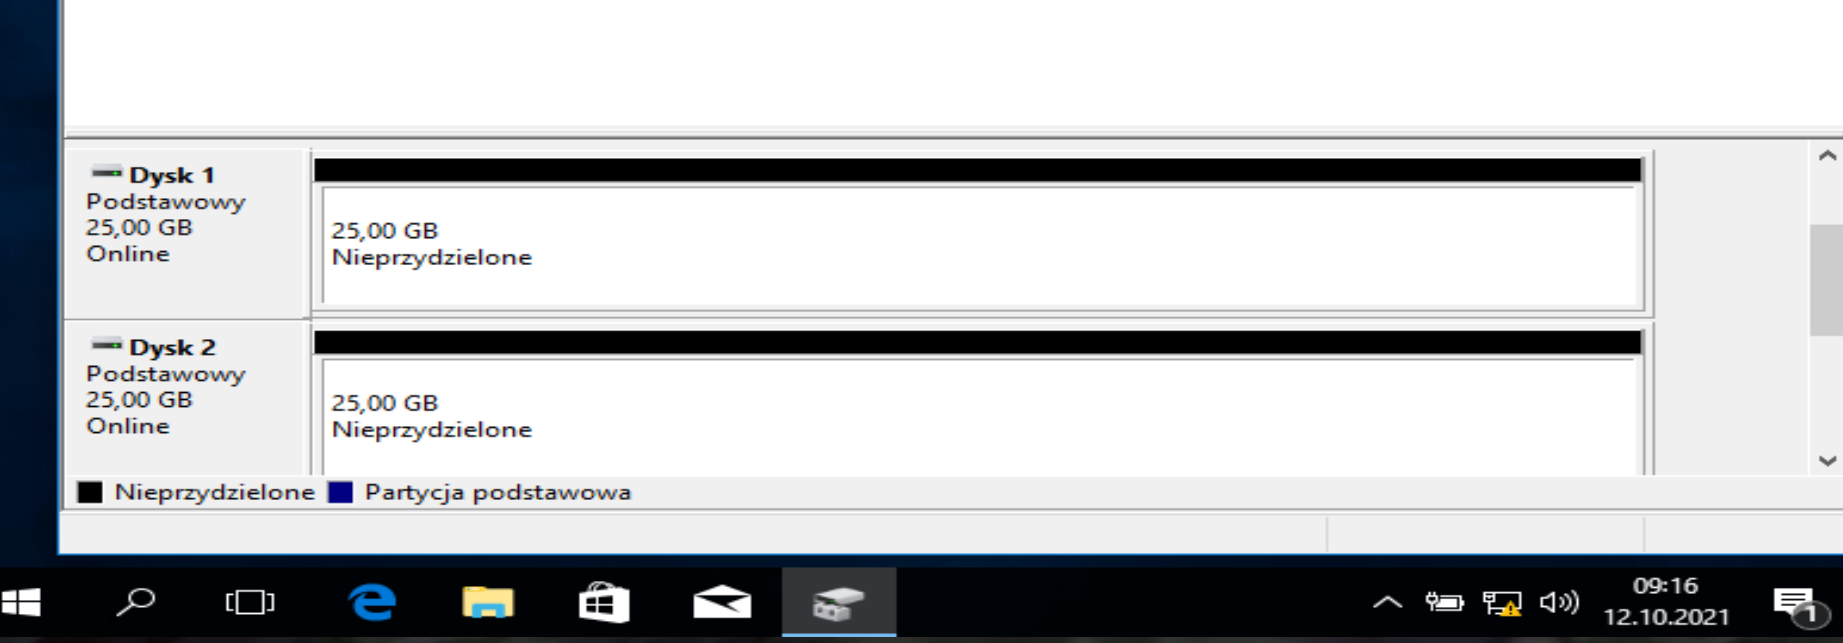 Dysk 1
Podstawowy
25,00 GB
Online
25,00 GB
Nieprzydzielone
Dysk 2
Podstawowy
25,00 GB
Online
25,00 GB
Nieprzydzielone
Nieprzydzielone Partycja podstawowa
09:16
12.10.2021
1